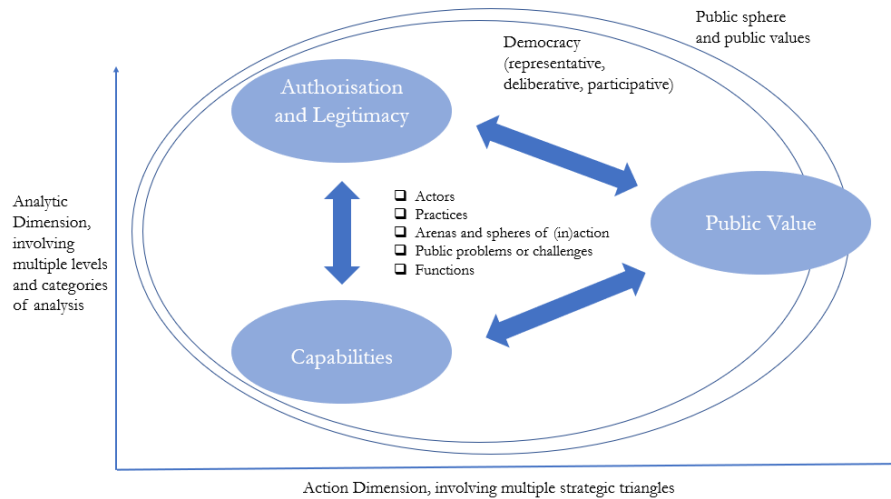 Public sphere
and public values
Democracy
(representative,
deliberative, participative)
Authorisation
and Legitimacy
Analytic
Dimension,
involving
multiple levels
and categories
of analysis
Actors
Practices
Arenas and spheres of (in)action
Public problems or challenges
Functions
Public Value
Capabilities
Action Dimension, involving multiple strategic triangles